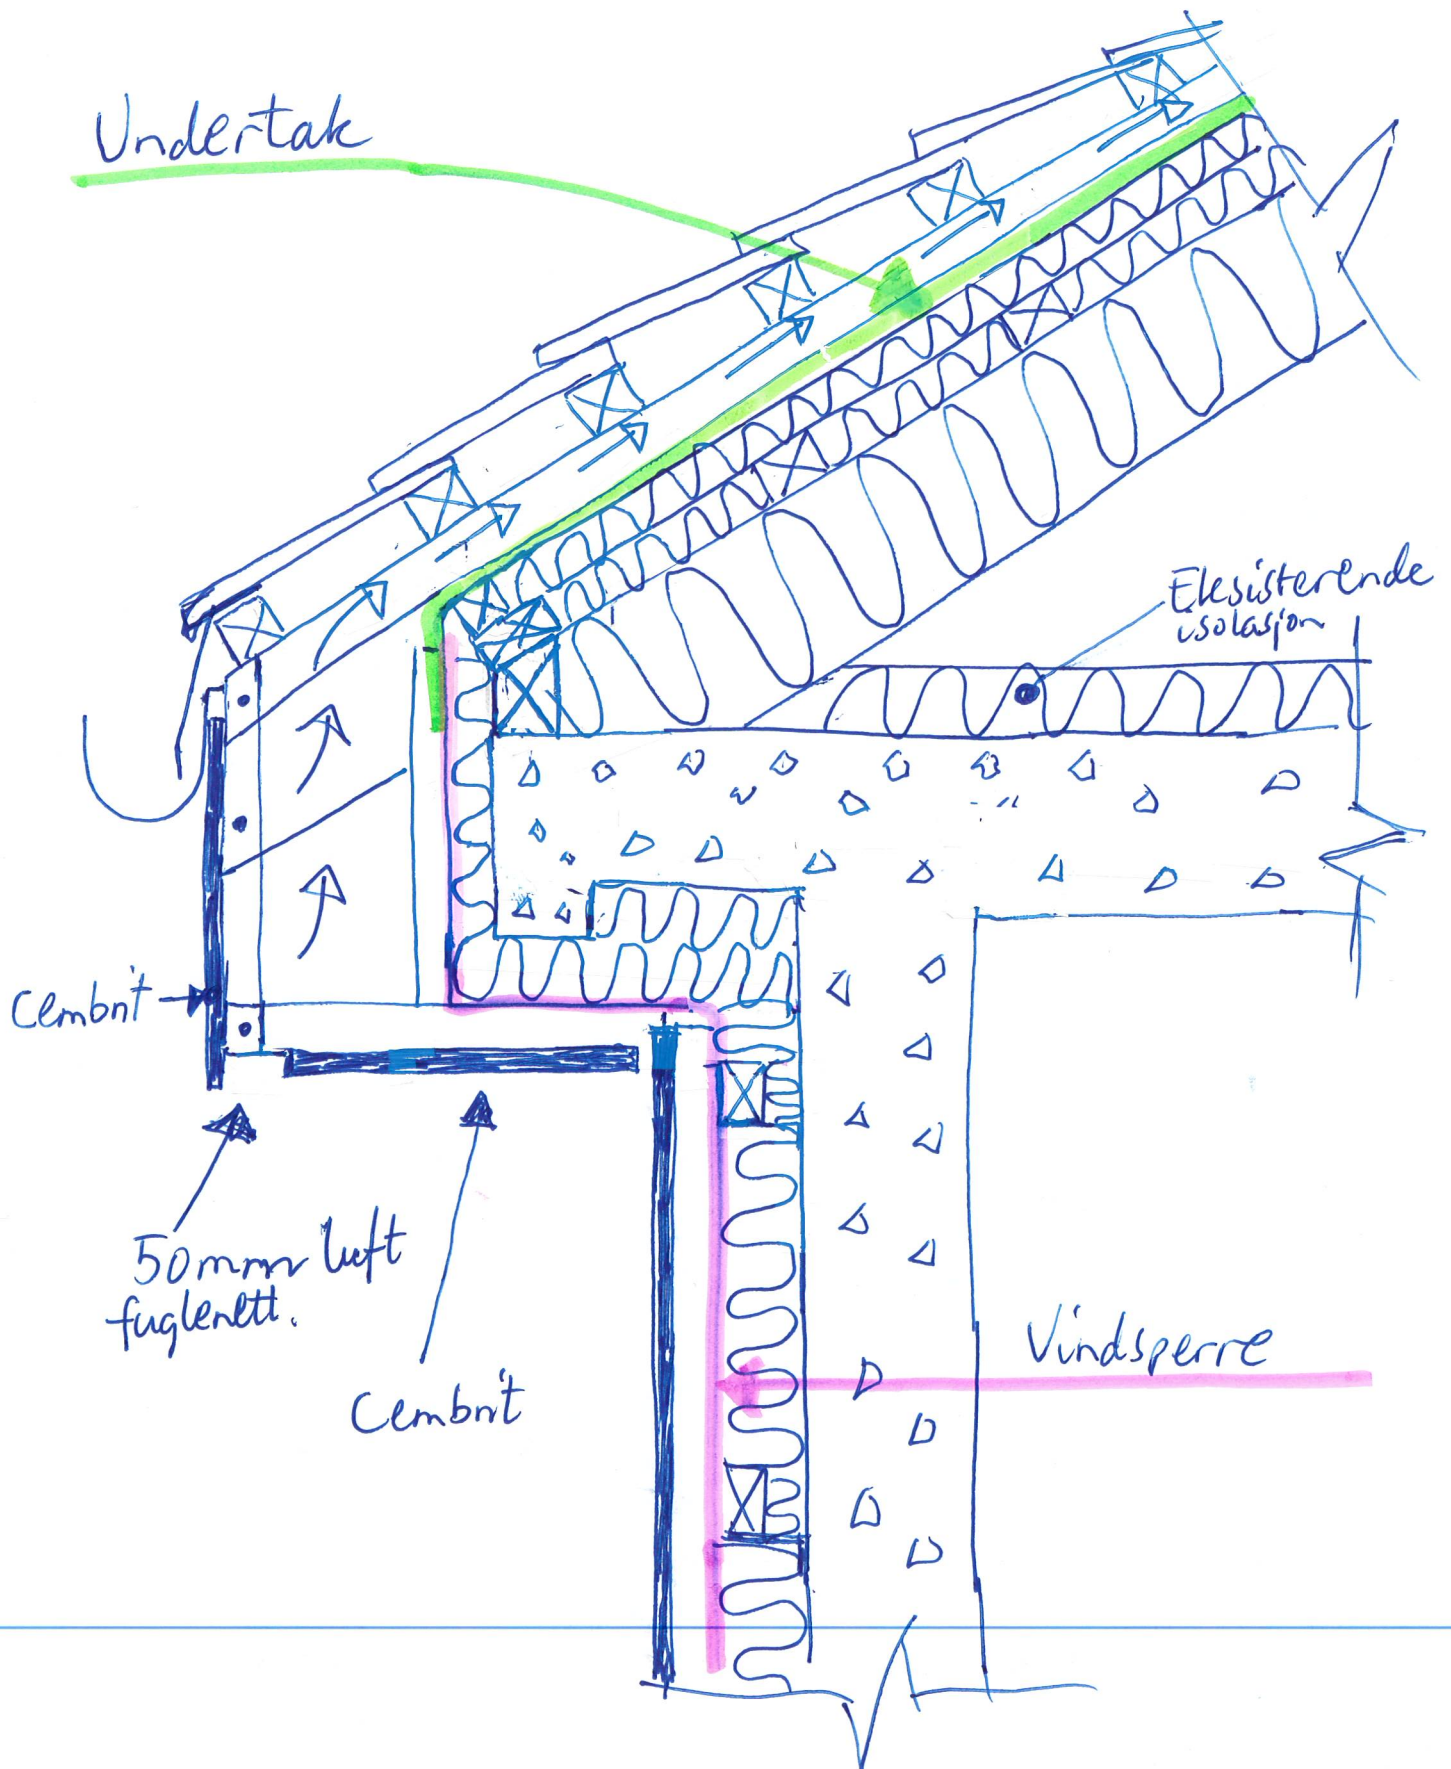 Undertak
Eksisterende
isolasjon
Cembrit
50mm luft
fuglenett.
Cembrit
Vindsperre